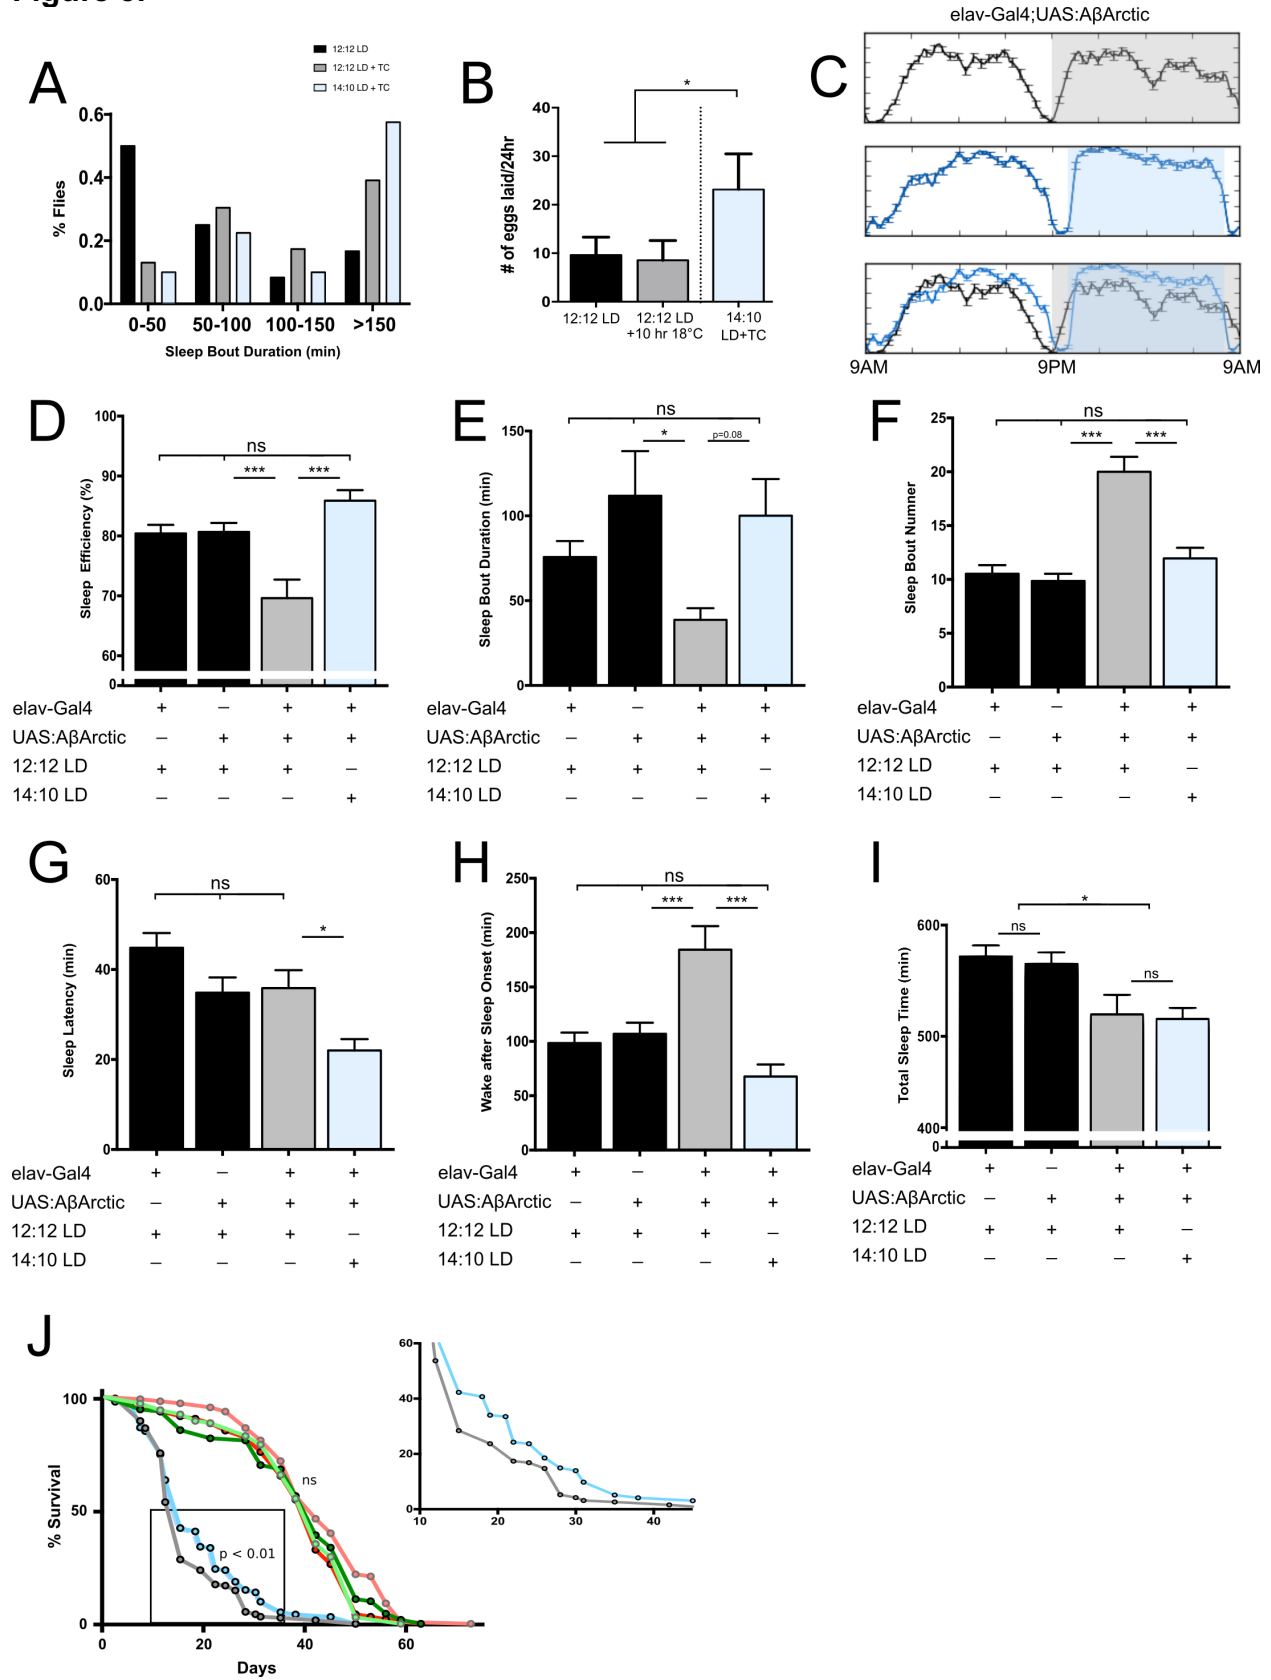 elav-Gal4;UAS:AβArctic
A
12:12 LD
12:12 LD + TC
14:10 LD + TC
0.6
0.4
0.2
0.0
% Flies
0-50 50-100 100-150 >150
Sleep Bout Duration (min)
B
*
40
30
20
10
0
# of eggs laid/24hr
12:12 LD 12:12 LD 14:10
+10 hr 18°C LD+TC
C
9AM 9PM 9AM
D
100
90
80
70
60
0
Sleep Efficiency (%)
ns
*** ***
elav-Gal4 + – + +
UAS:AβArctic – + + +
12:12 LD + + + –
14:10 LD – – – +
E
150
100
50
0
Sleep Bout Duration (min)
ns
* p=0.08
elav-Gal4 + – + +
UAS:AβArctic – + + +
12:12 LD + + + –
14:10 LD – – – +
F
25
20
15
10
5
0
Sleep Bout Numner
ns
*** ***
elav-Gal4 + – + +
UAS:AβArctic – + + +
12:12 LD + + + –
14:10 LD – – – +
G
60
40
20
0
Sleep Latency (min)
ns
*
elav-Gal4 + – + +
UAS:AβArctic – + + +
12:12 LD + + + –
14:10 LD – – – +
H
250
200
150
100
50
0
Wake after Sleep Onset (min)
ns
*** ***
elav-Gal4 + – + +
UAS:AβArctic – + + +
12:12 LD + + + –
14:10 LD – – – +
I
600
500
400
0
Total Sleep Time (min)
*
ns
ns
elav-Gal4 + – + +
UAS:AβArctic – + + +
12:12 LD + + + –
14:10 LD – – – +
J
100
50
0
% Survival
ns
p < 0.01
0 20 40 60
Days
60
40
20
0
10 20 30 40